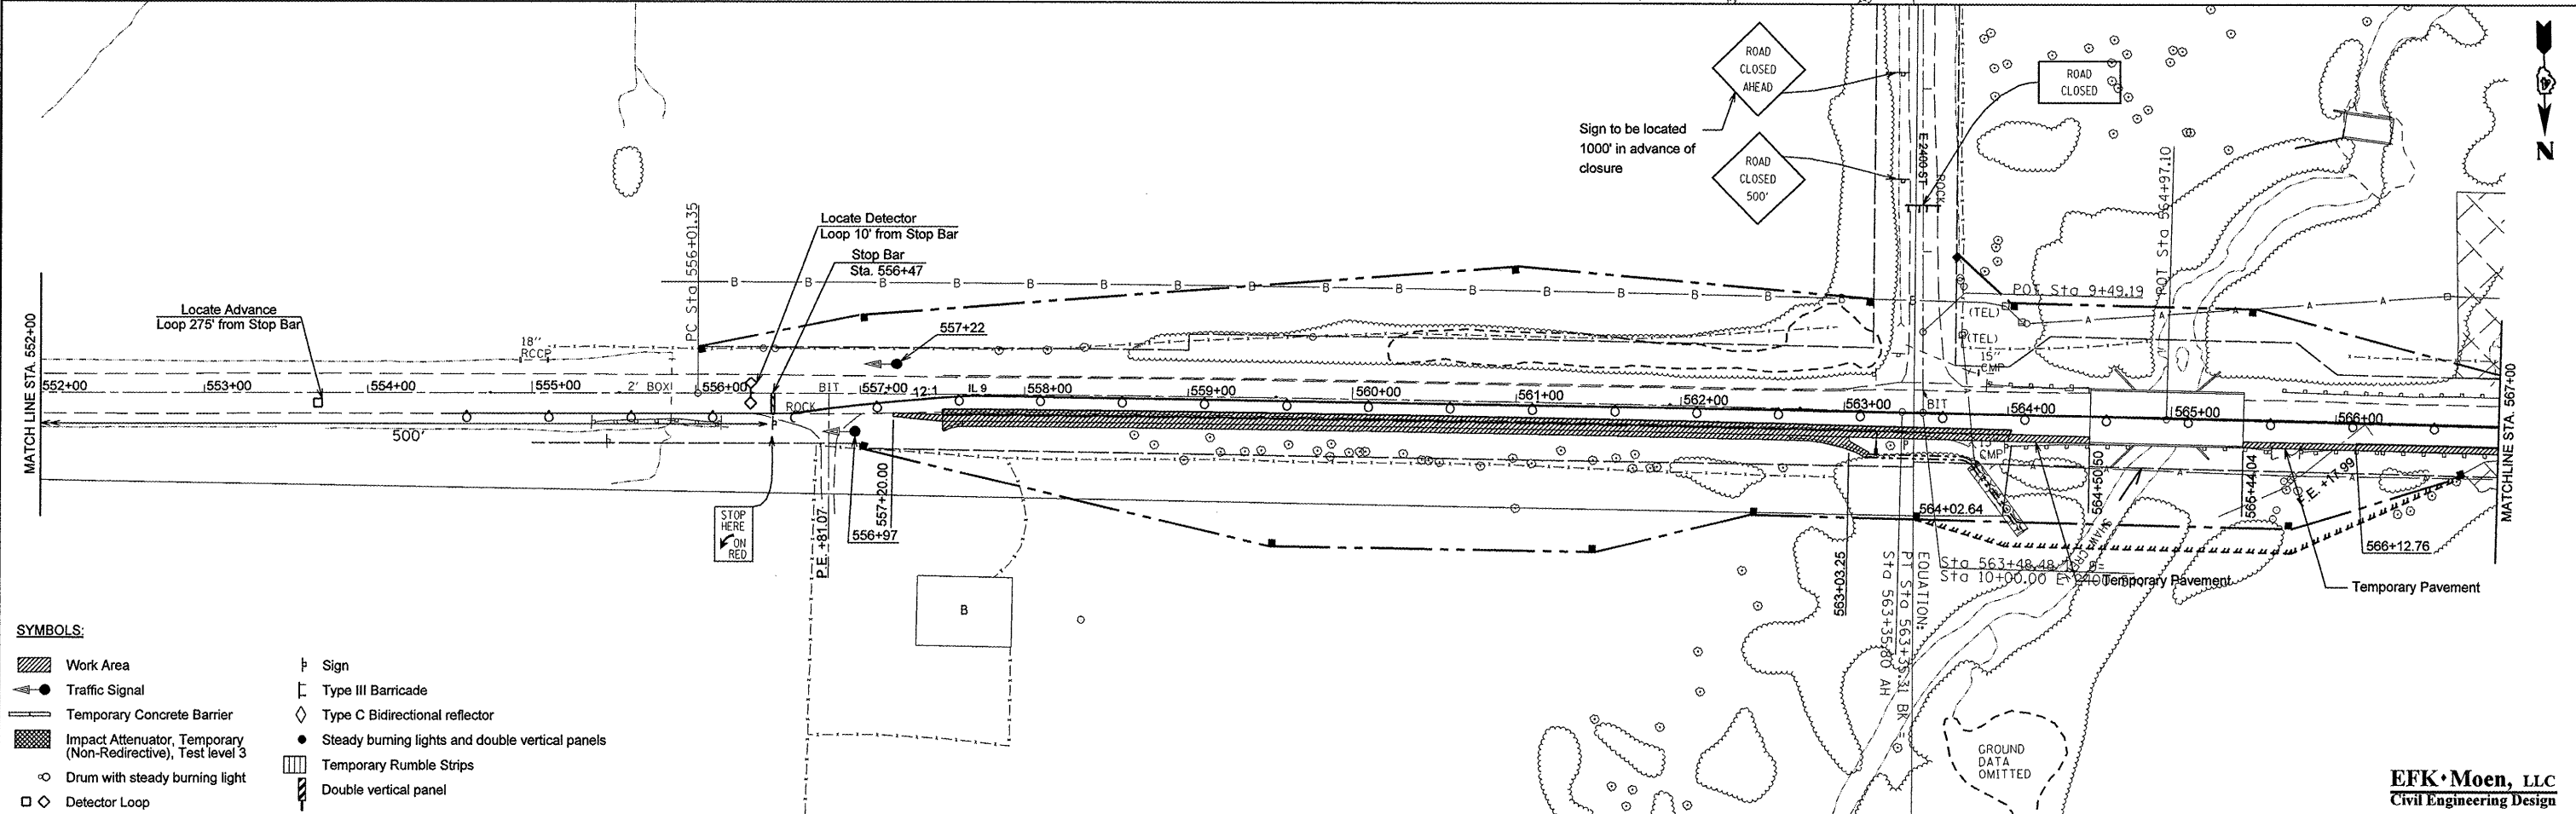 ROAD
CLOSED
AHEAD
ROAD
CLOSED
Sign to be located
1000' in advance of
closure
ROAD
CLOSED
500'
E 2400 ST
ROCK
N
PC Sta 556+01.35
POT Sta 564+97.10
Locate Detector
Loop 10' from Stop Bar
Stop Bar
Sta. 556+47
Locate Advance
Loop 275' from Stop Bar
557+22
B B B B B B B B B B B B B B B B
POT Sta 9+49.19
A A A A
(TEL)
(TEL)
15"
CMP
18"
RCCP
MATCH LINE STA. 552+00
552+00
553+00
554+00
555+00
2' BOX
556+00
BIT
557+00
12:1
IL 9
558+00
559+00
560+00
561+00
562+00
563+00
BIT
564+00
565+00
566+00
MATCHLINE STA. 567+00
ROCK
500'
15"
CMP
STOP
HERE
ON
RED
P.E. +81.07
557+20.00
556+97
563+03.25
564+02.64
564+50.50
565+44.04
P.E. +17.99
566+12.76
EQUATION:
PT Sta 563+35.31 BK =
Sta 563+35.80 AH
Sta 563+48.48
Sta 10+00.00 E 2400
Temporary Pavement
Temporary Pavement
B
GROUND
DATA
OMITTED
SYMBOLS:
Work Area
Traffic Signal
Temporary Concrete Barrier
Impact Attenuator, Temporary
(Non-Redirective), Test level 3
Drum with steady burning light
Detector Loop
Sign
Type III Barricade
Type C Bidirectional reflector
Steady burning lights and double vertical panels
Temporary Rumble Strips
Double vertical panel
EFK•Moen, LLC
Civil Engineering Design